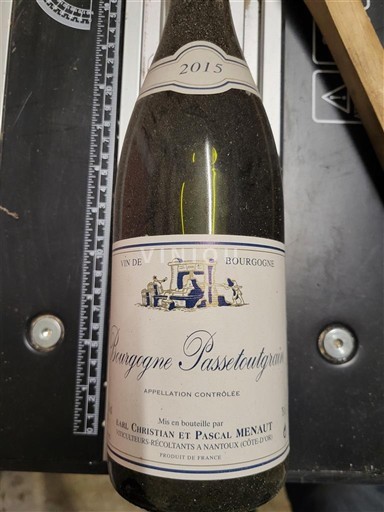 2015
VINIOU
VIN DE BOURGOGNE
Bourgogne Passetoutgrain
APPELLATION CONTRÔLÉE
Mis en bouteille par
EARL CHRISTIAN ET PASCAL MENAUT
VITICULTEURS-RÉCOLTANTS A NANTOUX (CÔTE-D'OR)
PRODUIT DE FRANCE